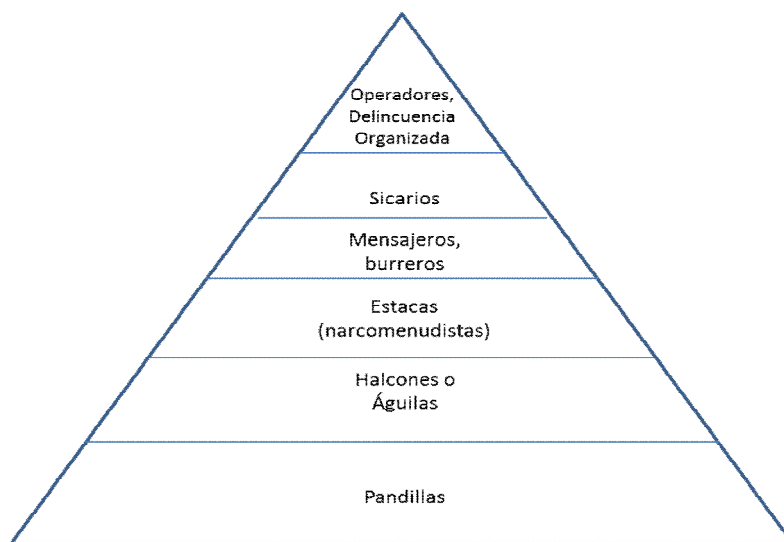 Operadores,
Delincuencia
Organizada
Sicarios
Mensajeros,
burreros
Estacas
(narcomenudistas)
Halcones o
Águilas
Pandillas